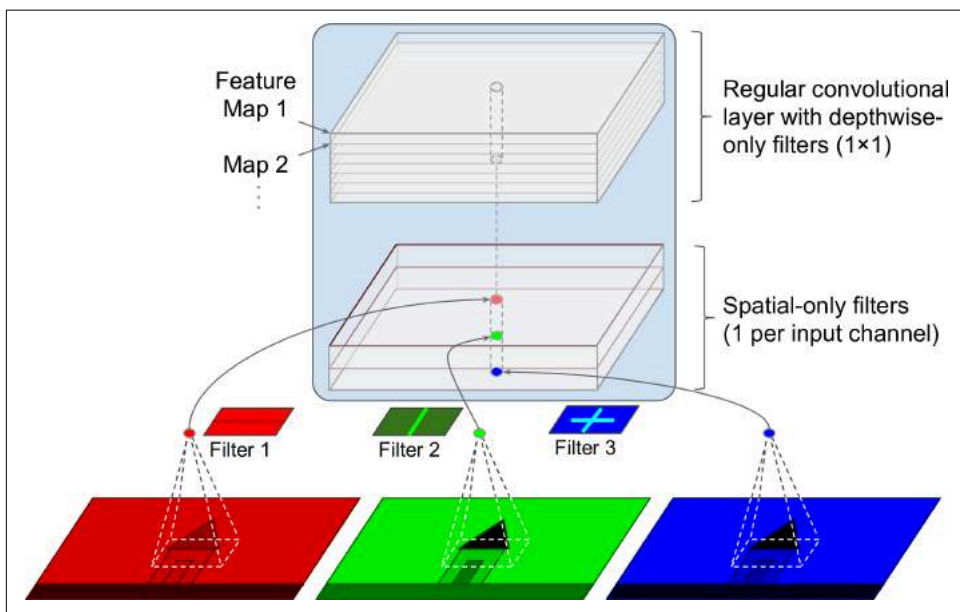 Feature
Map 1
Map 2
Regular convolutional
layer with depthwise-
only filters (1×1)
Spatial-only filters
(1 per input channel)
Filter 1
Filter 2
Filter 3